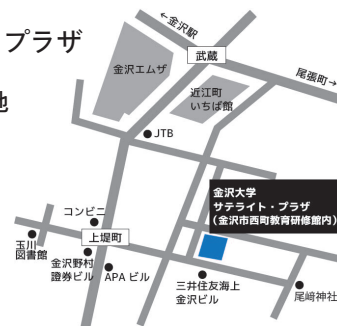 プラザ
地
←金沢駅
武蔵
尾張町→
金沢エムザ
近江町
いちば館
JTB
金沢大学
サテライト・プラザ
(金沢市西町教育研修館内)
コンビニ
上堤町
玉川
図書館
金沢野村
證券ビル
APA ビル
三井住友海上
金沢ビル
尾﨑神社